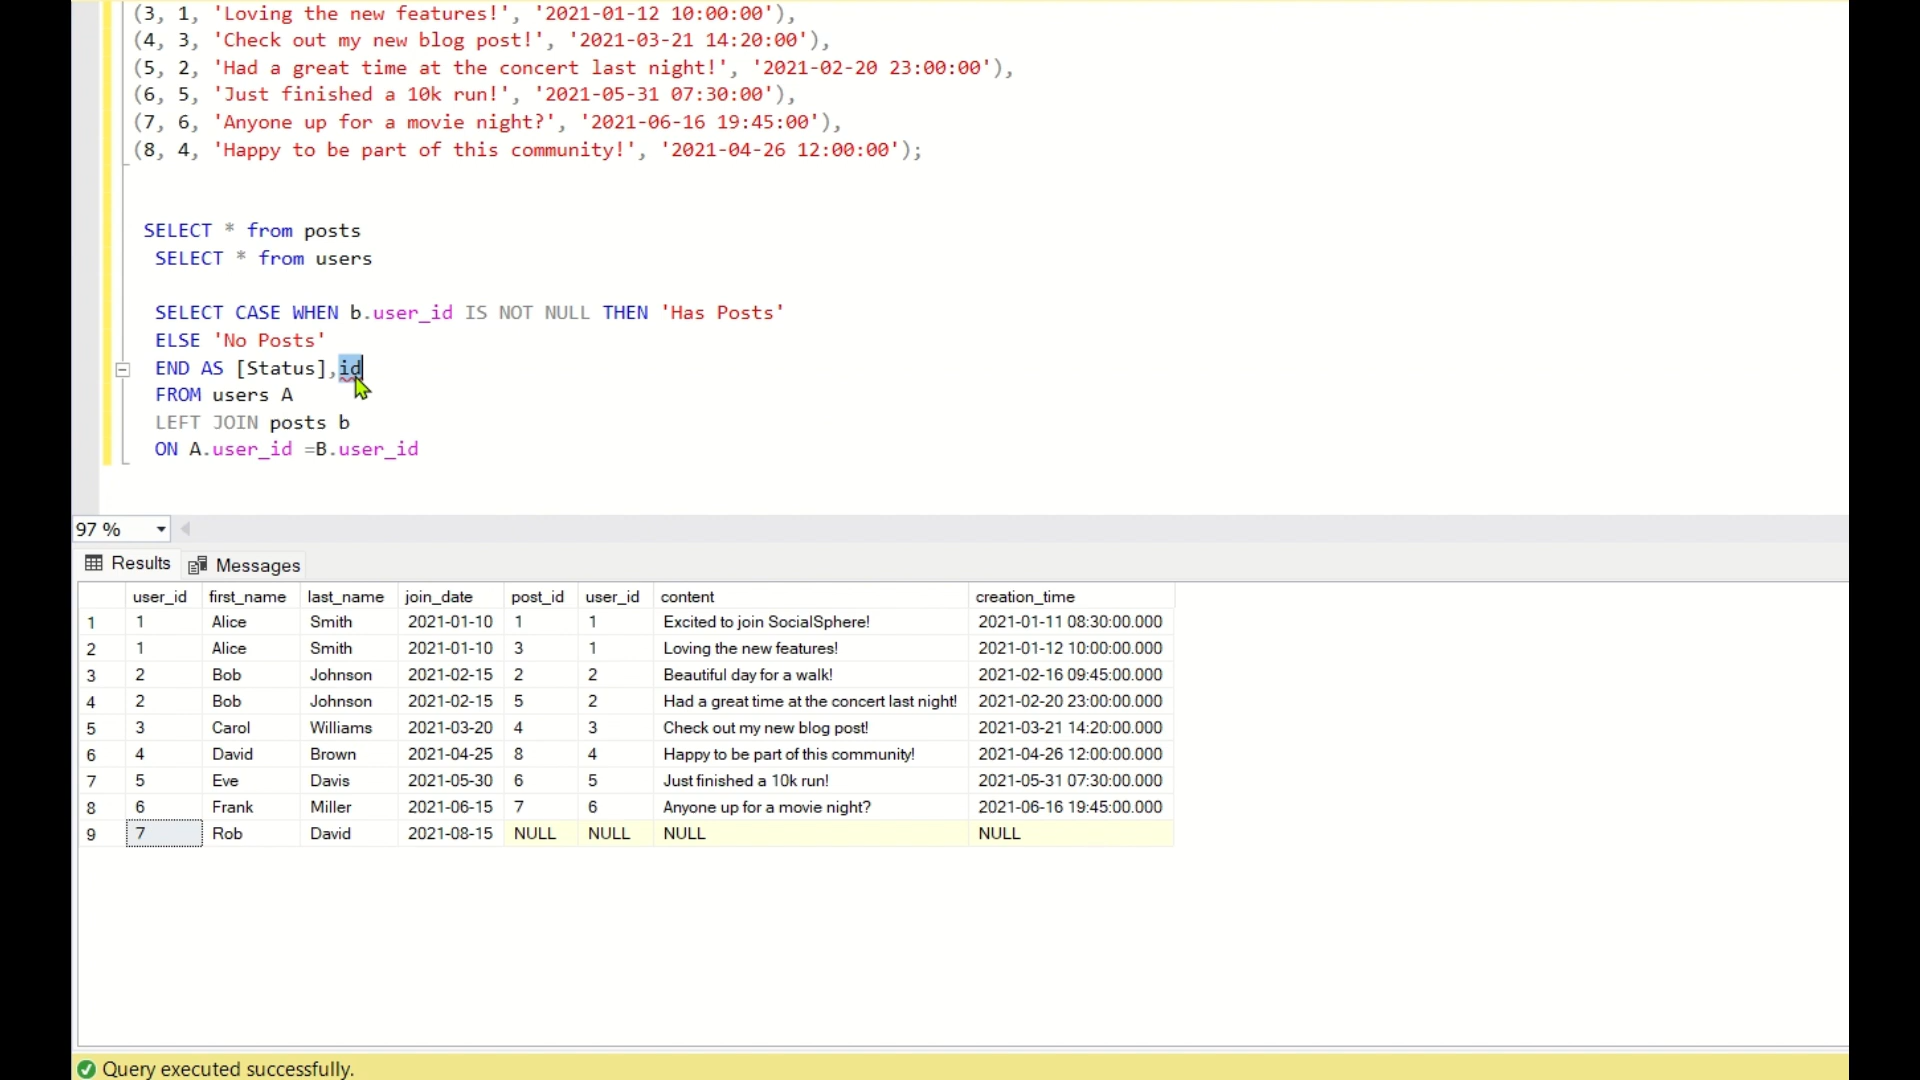 (3, 1, 'Loving the new features!', '2021-01-12 10:00:00'),
(4, 3, 'Check out my new blog post!', '2021-03-21 14:20:00'),
(5, 2, 'Had a great time at the concert last night!', '2021-02-20 23:00:00'),
(6, 5, 'Just finished a 10k run!', '2021-05-31 07:30:00'),
(7, 6, 'Anyone up for a movie night?', '2021-06-16 19:45:00'),
(8, 4, 'Happy to be part of this community!', '2021-04-26 12:00:00');
SELECT * from posts
SELECT * from users
SELECT CASE WHEN b.user_id IS NOT NULL THEN 'Has Posts'
ELSE 'No Posts'
END AS [Status],id
FROM users A
LEFT JOIN posts b
ON A.user_id =B.user_id
97 %
Results Messages
user_id first_name last_name join_date post_id user_id content creation_time
1 1 Alice Smith 2021-01-10 1 1 Excited to join SocialSphere! 2021-01-11 08:30:00.000
2 1 Alice Smith 2021-01-10 3 1 Loving the new features! 2021-01-12 10:00:00.000
3 2 Bob Johnson 2021-02-15 2 2 Beautiful day for a walk! 2021-02-16 09:45:00.000
4 2 Bob Johnson 2021-02-15 5 2 Had a great time at the concert last night! 2021-02-20 23:00:00.000
5 3 Carol Williams 2021-03-20 4 3 Check out my new blog post! 2021-03-21 14:20:00.000
6 4 David Brown 2021-04-25 8 4 Happy to be part of this community! 2021-04-26 12:00:00.000
7 5 Eve Davis 2021-05-30 6 5 Just finished a 10k run! 2021-05-31 07:30:00.000
8 6 Frank Miller 2021-06-15 7 6 Anyone up for a movie night? 2021-06-16 19:45:00.000
9 7 Rob David 2021-08-15 NULL NULL NULL NULL
Query executed successfully.